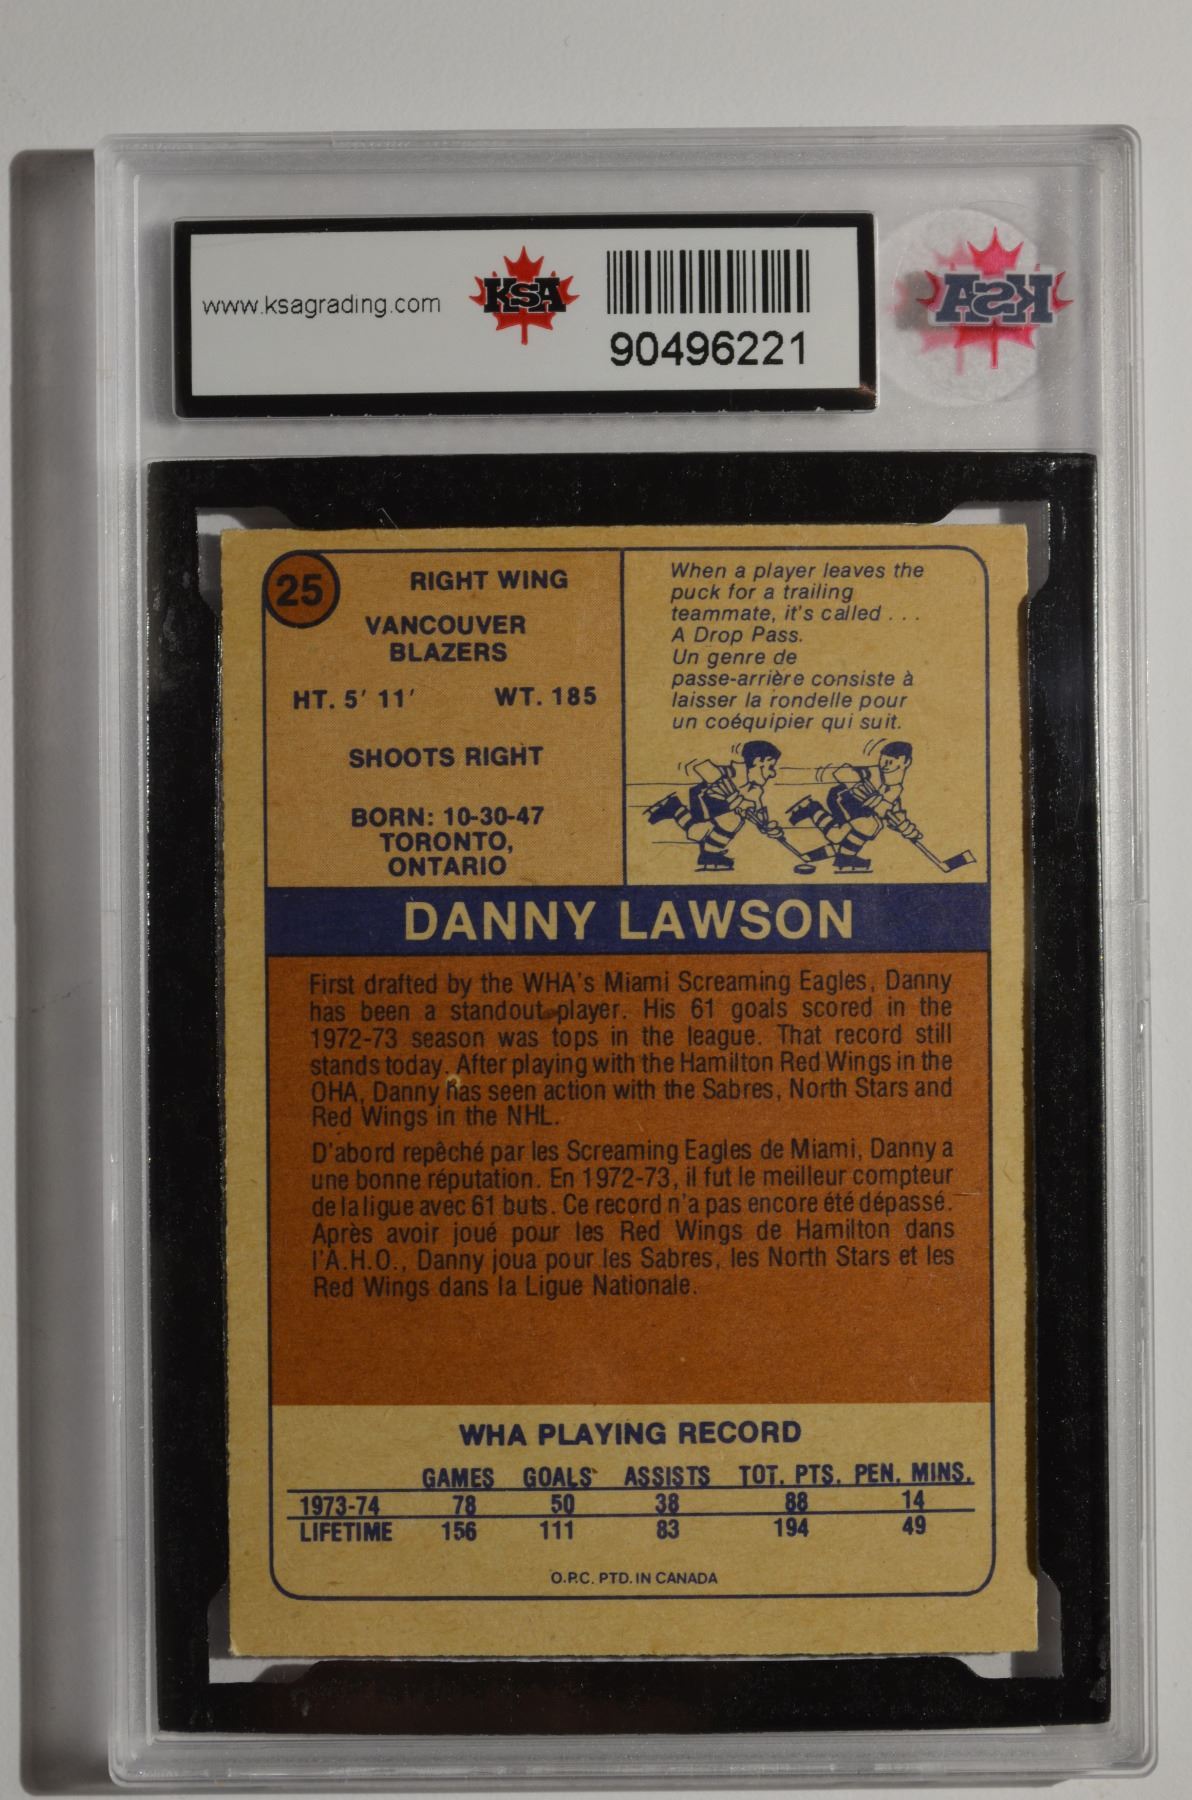 www.ksagrading.com
KSA
90496221
KSA
25
RIGHT WING
VANCOUVER
BLAZERS
HT. 5' 11' WT. 185
SHOOTS RIGHT
BORN: 10-30-47
TORONTO,
ONTARIO
When a player leaves the
puck for a trailing
teammate, it's called . . .
A Drop Pass.
Un genre de
passe-arrière consiste à
laisser la rondelle pour
un coéquipier qui suit.
DANNY LAWSON
First drafted by the WHA's Miami Screaming Eagles, Danny
has been a standout player. His 61 goals scored in the
1972-73 season was tops in the league. That record still
stands today. After playing with the Hamilton Red Wings in the
OHA, Danny has seen action with the Sabres, North Stars and
Red Wings in the NHL.
D'abord repêché par les Screaming Eagles de Miami, Danny a
une bonne réputation. En 1972-73, il fut le meilleur compteur
de la ligue avec 61 buts. Ce record n'a pas encore été dépassé.
Après avoir joué pour les Red Wings de Hamilton dans
l'A.H.O., Danny joua pour les Sabres, les North Stars et les
Red Wings dans la Ligue Nationale.
WHA PLAYING RECORD
GAMES GOALS ASSISTS TOT. PTS. PEN. MINS.
1973-74 78 50 38 88 14
LIFETIME 156 111 83 194 49
O.P.C. PTD. IN CANADA